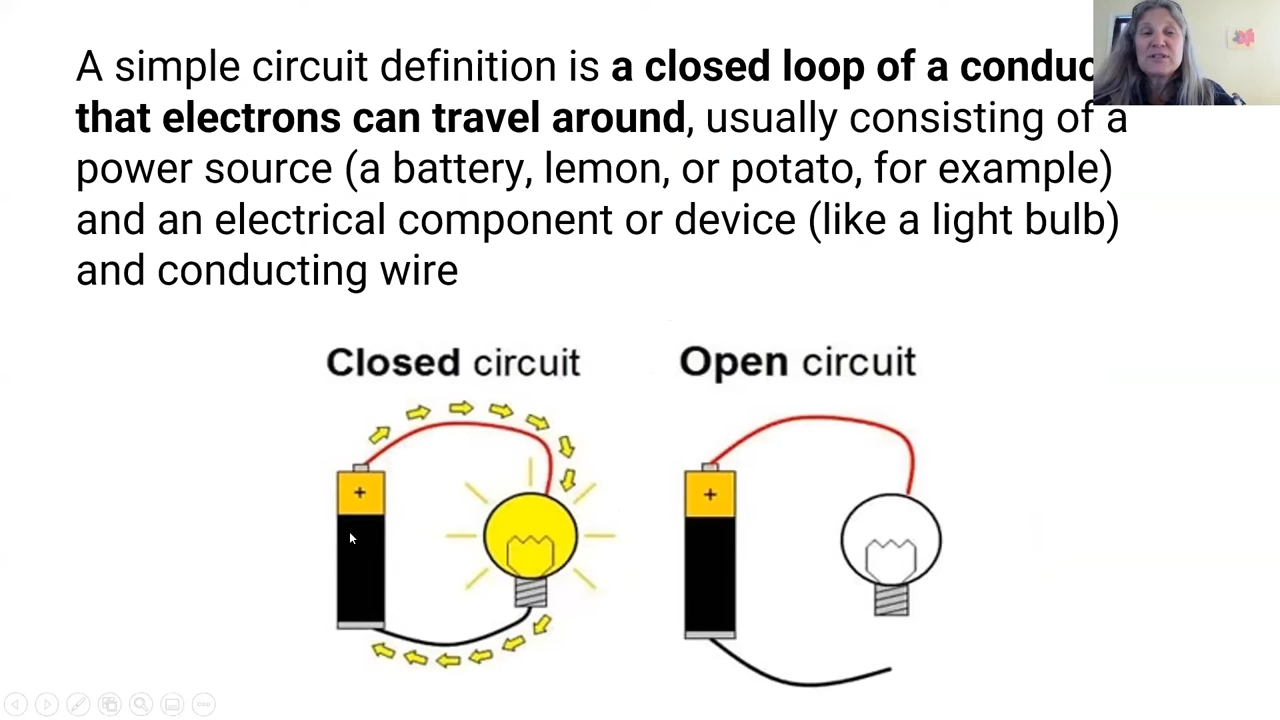 A simple circuit definition is a closed loop of a
that electrons can travel around, usually consisting of a
power source (a battery, lemon, or potato, for example)
and an electrical component or device (like a light bulb)
and conducting wire
Closed circuit
Open circuit
+
+